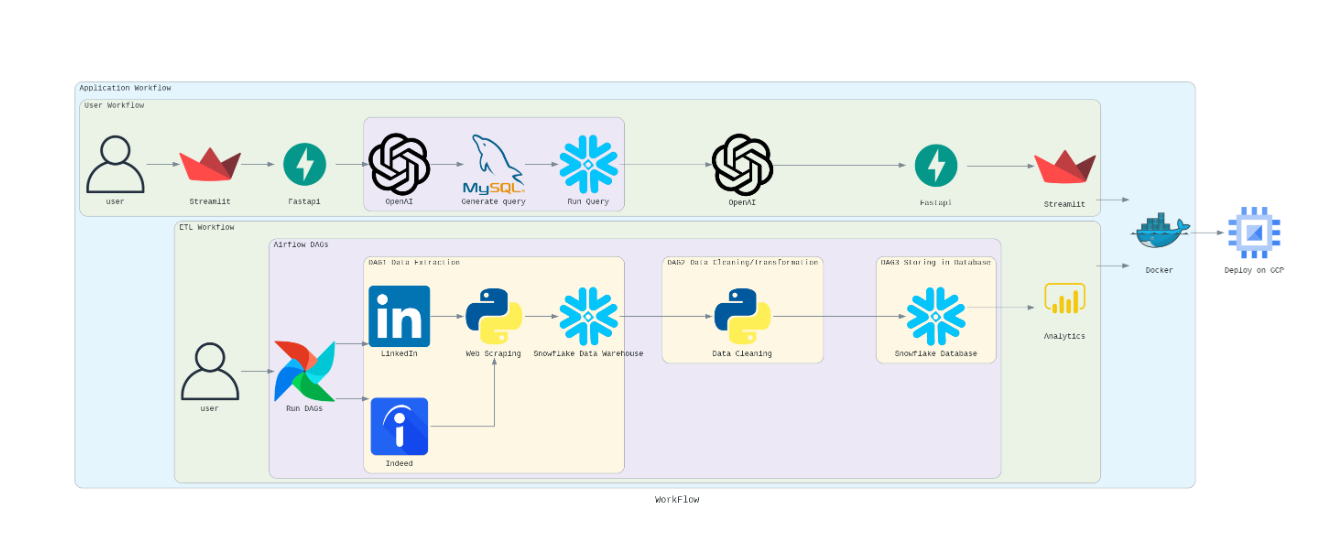 Application Workflow
User Workflow
user
Streamlit
Fastapi
OpenAI
MySQL
Generate query
Run Query
OpenAI
Fastapi
Streamlit
ETL Workflow
Airflow DAGs
DAG1 Data Extraction
DAG2 Data Cleaning/Transformation
DAG3 Storing in Database
user
Run DAGs
in
LinkedIn
Web Scraping
Snowflake Data Warehouse
i
Indeed
Data Cleaning
Snowflake Database
Analytics
Docker
Deploy on GCP
WorkFlow